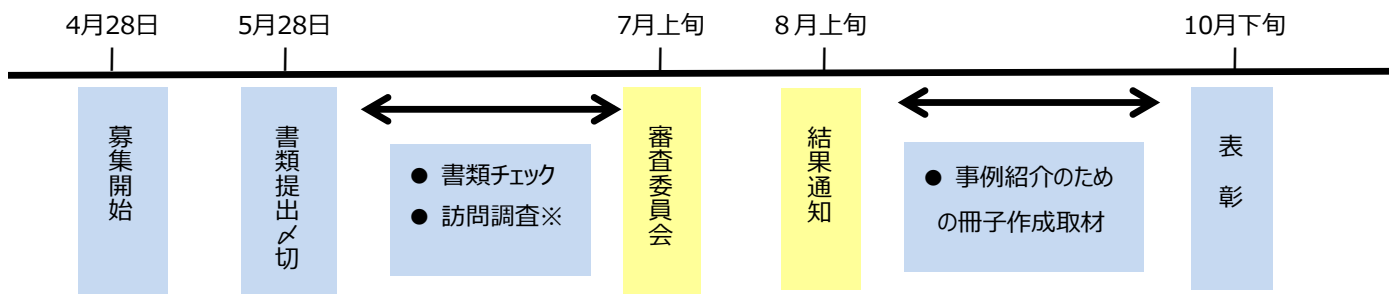 4月28日
5月28日
7月上旬
８月上旬
10月下旬
募集開始
書類提出〆切
● 書類チェック
● 訪問調査※
審査委員会
結果通知
● 事例紹介のため
の冊子作成取材
表彰